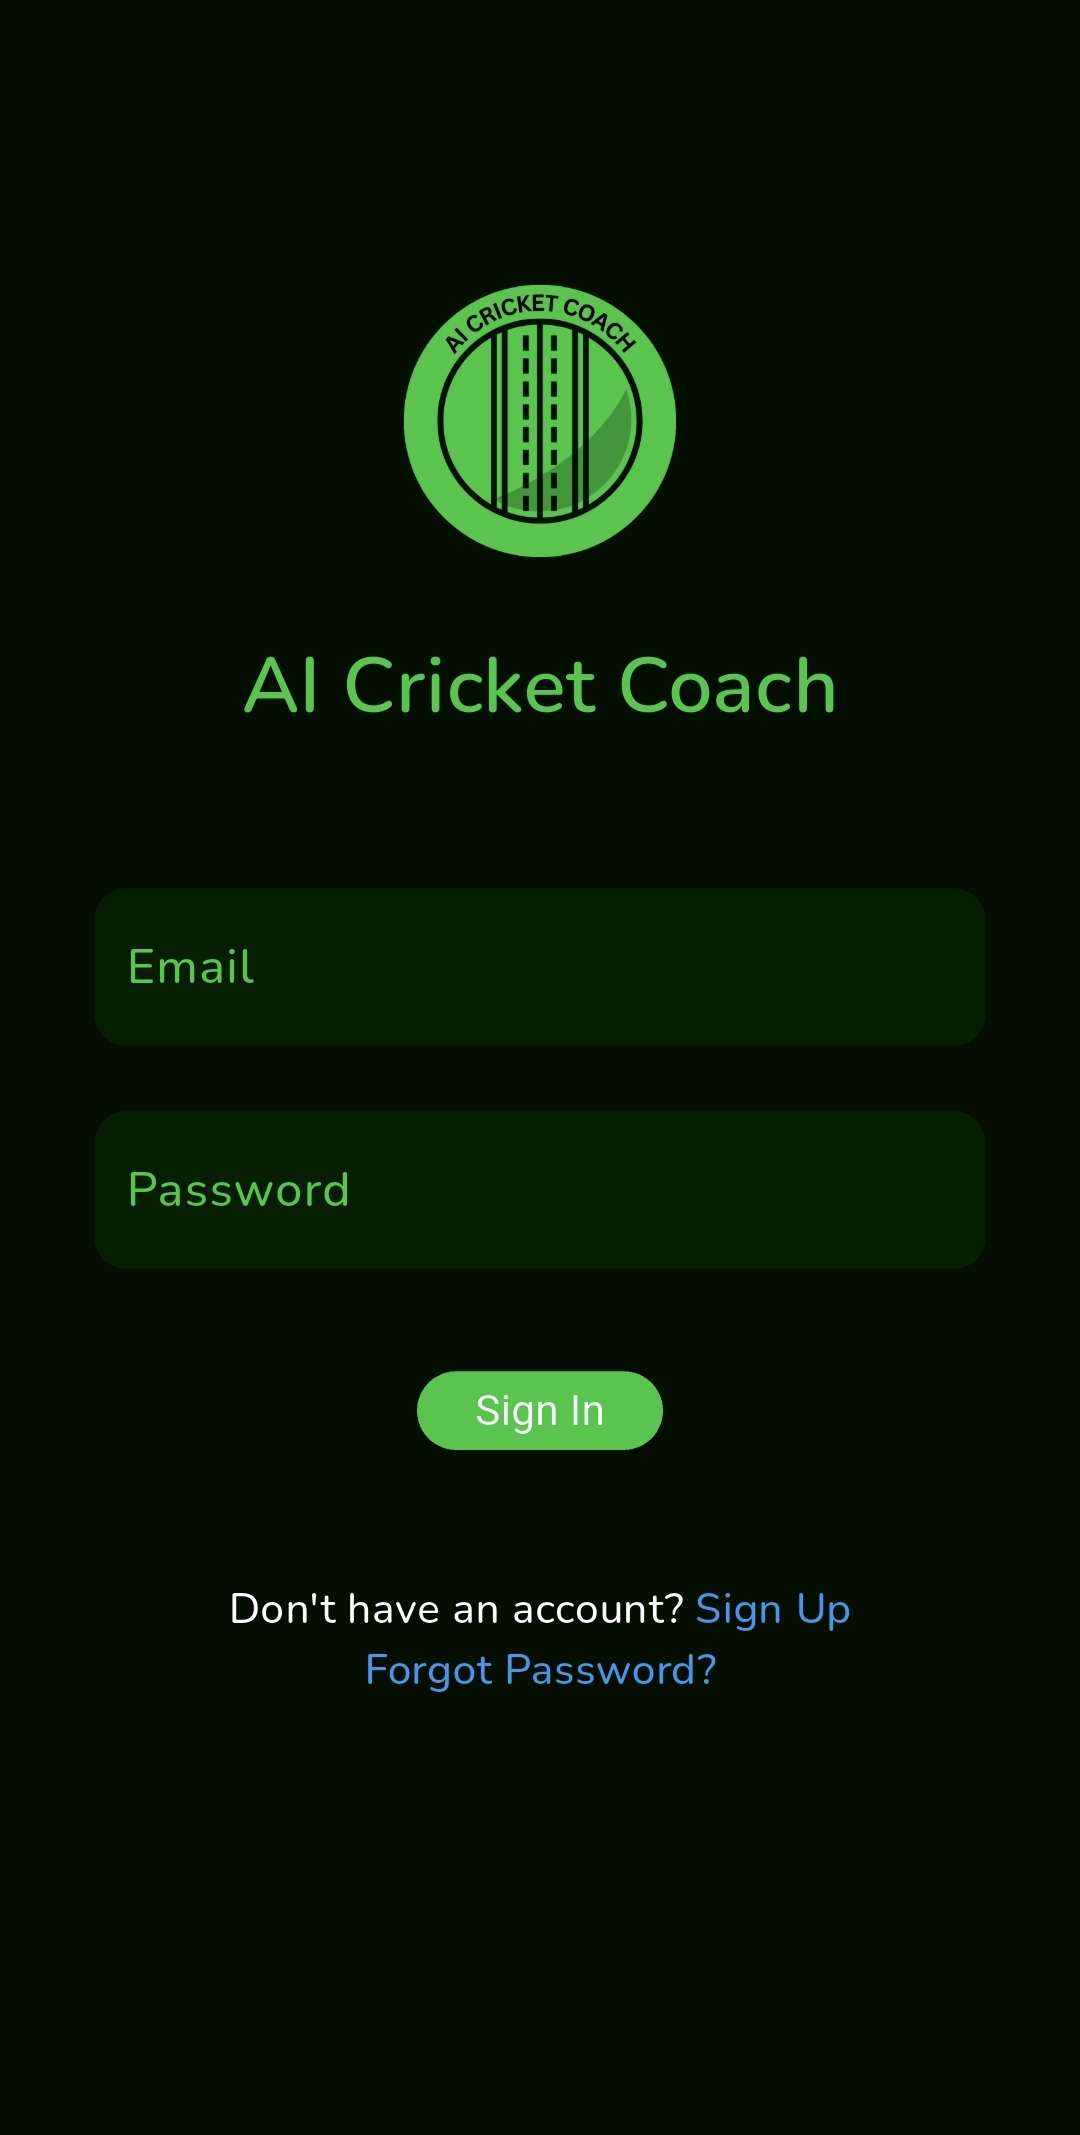 AI CRICKET COACH
AI Cricket Coach
Email
Password
Sign In
Don't have an account? Sign Up
Forgot Password?